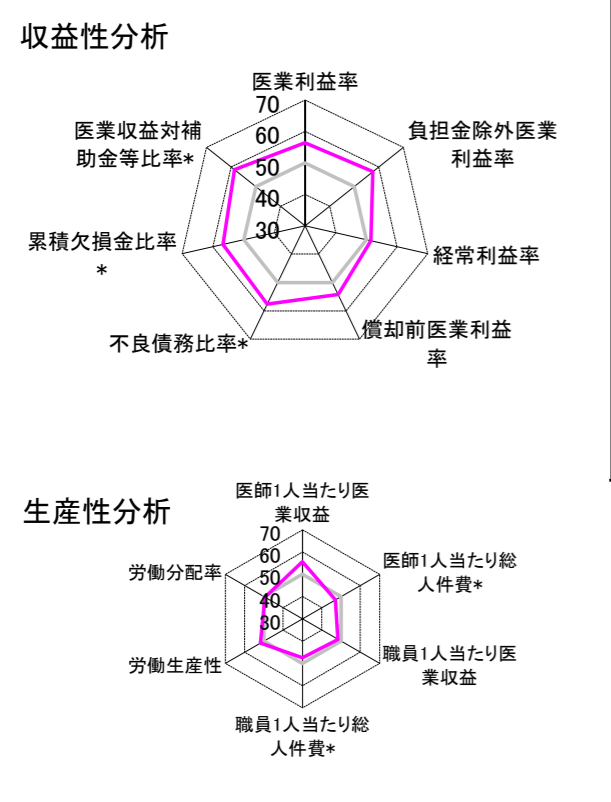 収益性分析
医業利益率
70
60
50
40
30
負担金除外医業
利益率
経常利益率
償却前医業利益
率
不良債務比率*
累積欠損金比率
*
医業収益対補
助金等比率*
生産性分析
医師1人当たり医
業収益
70
60
50
40
30
医師1人当たり総
人件費*
職員1人当たり医
業収益
職員1人当たり総
人件費*
労働生産性
労働分配率